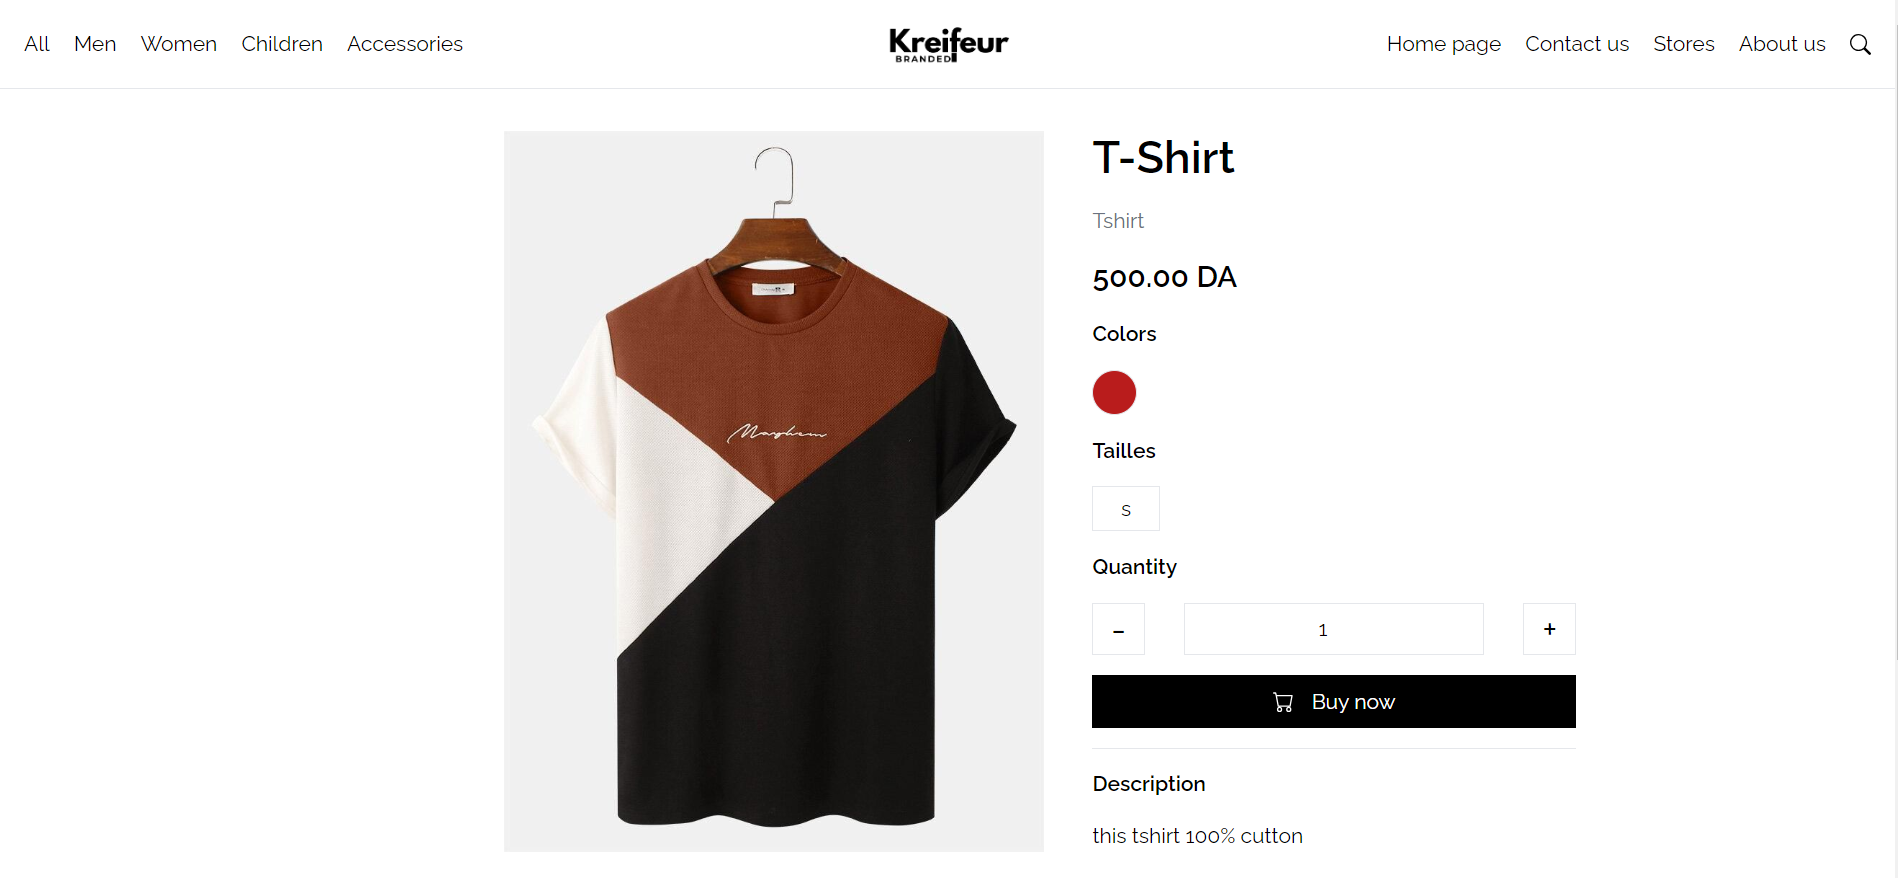 All Men Women Children Accessories
Kreifeur
BRANDED
Home page Contact us Stores About us
T-Shirt
Tshirt
500.00 DA
Colors
Mayhem
Tailles
s
Quantity
- 1 +
Buy now
Description
this tshirt 100% cutton